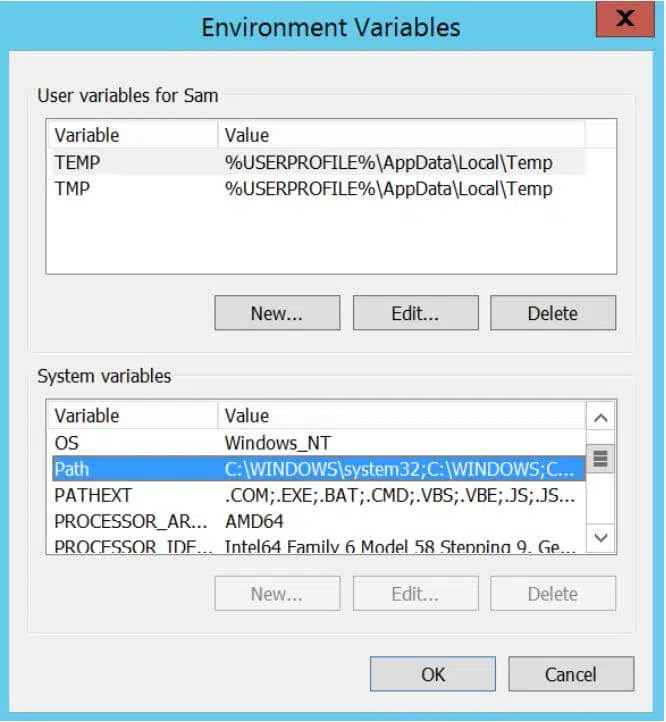 Environment Variables
X
User variables for Sam
Variable Value
TEMP %USERPROFILE%\AppData\Local\Temp
TMP %USERPROFILE%\AppData\Local\Temp
New... Edit... Delete
System variables
Variable Value
OS Windows_NT
Path C:\WINDOWS\system32;C:\WINDOWS;C...
PATHEXT .COM;.EXE;.BAT;.CMD;.VBS;.VBE;.JS;.JS...
PROCESSOR_AR... AMD64
PROCESSOR_IDE... Intel64 Family 6 Model 58 Stepping 9, Ge...
New... Edit... Delete
OK Cancel